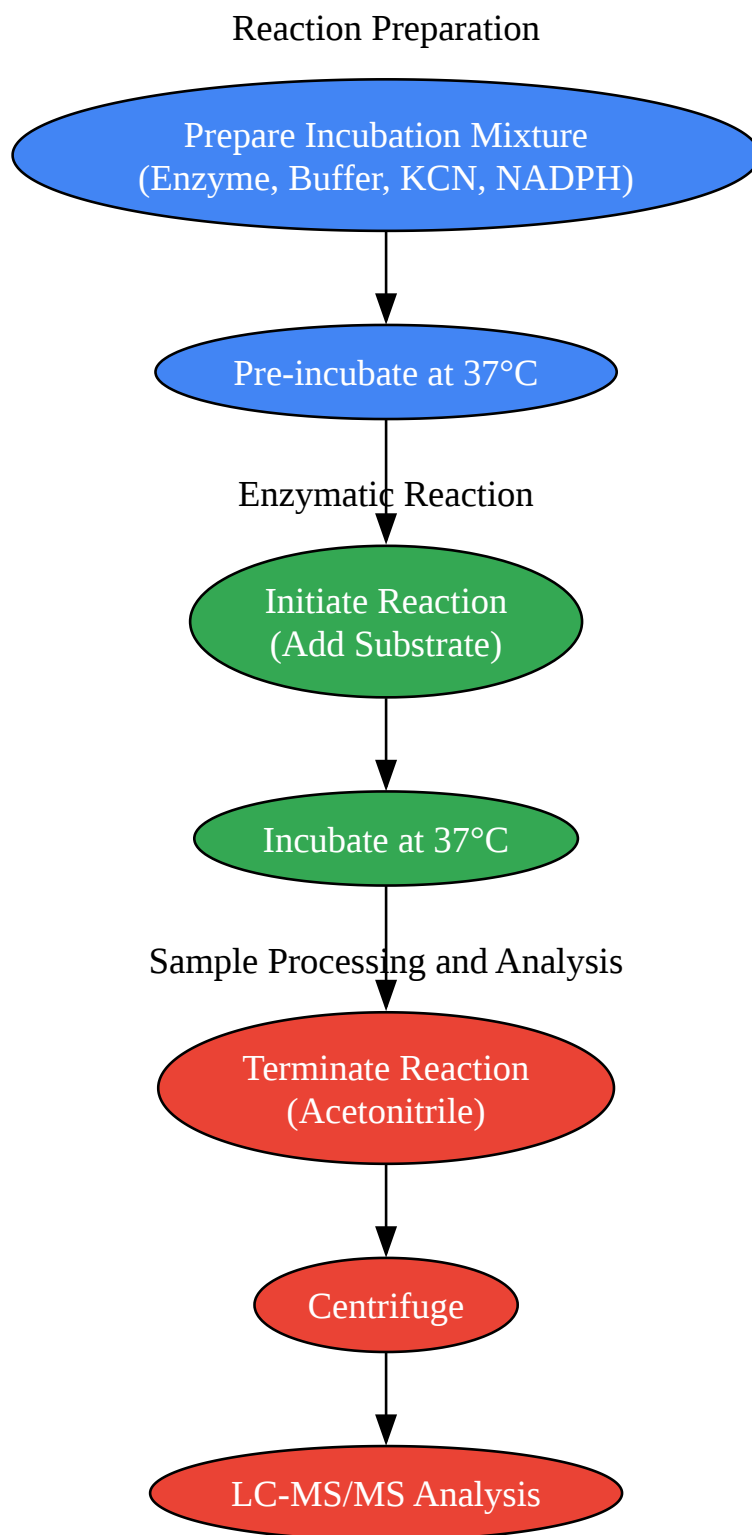 Reaction Preparation
Prepare Incubation Mixture
(Enzyme, Buffer, KCN, NADPH)
Pre-incubate at 37°C
Enzymatic Reaction
Initiate Reaction
(Add Substrate)
Incubate at 37°C
Sample Processing and Analysis
Terminate Reaction
(Acetonitrile)
Centrifuge
LC-MS/MS Analysis